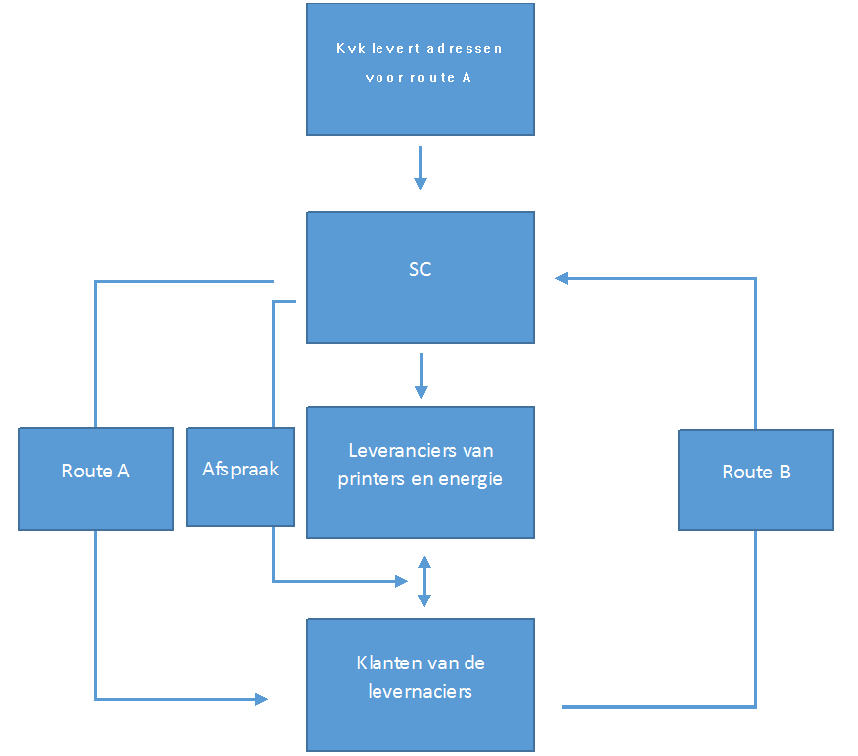 Kvk levert adressen
voor route A
SC
Route A
Afspraak
Leveranciers van
printers en energie
Route B
Klanten van de
levernaciers